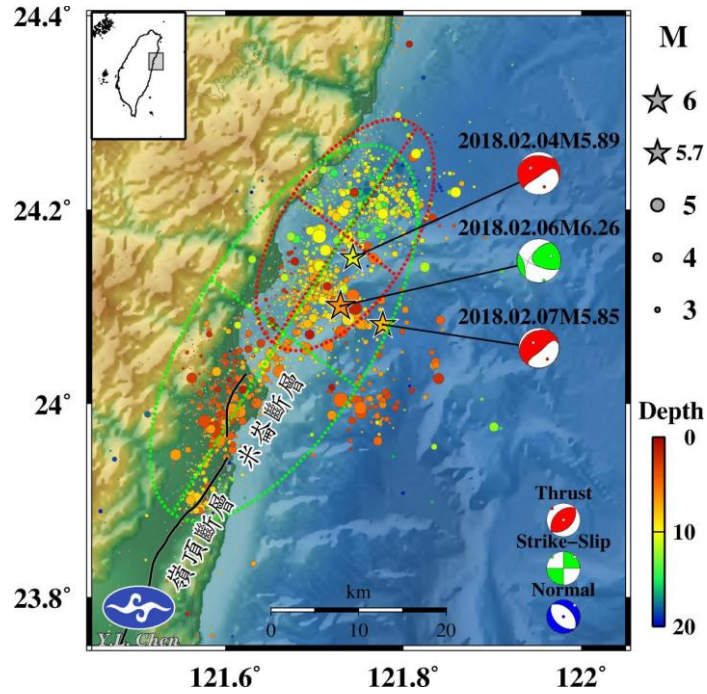 24.4°
24.2°
24°
23.8°
121.6°
121.8°
122°
2018.02.04M5.89
2018.02.06M6.26
2018.02.07M5.85
米崙斷層
嶺頂斷層
km
0
10
20
Thrust
Strike-Slip
Normal
Y.L. Chen
M
6
5.7
5
4
3
Depth
0
10
20